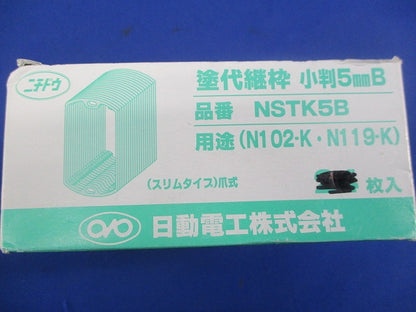 ニチドウ
塗代継枠 小判5mmB
品番 NSTK5B
用途(N102-K・N119-K)
(スリムタイプ)爪式
枚入
日動電工株式会社